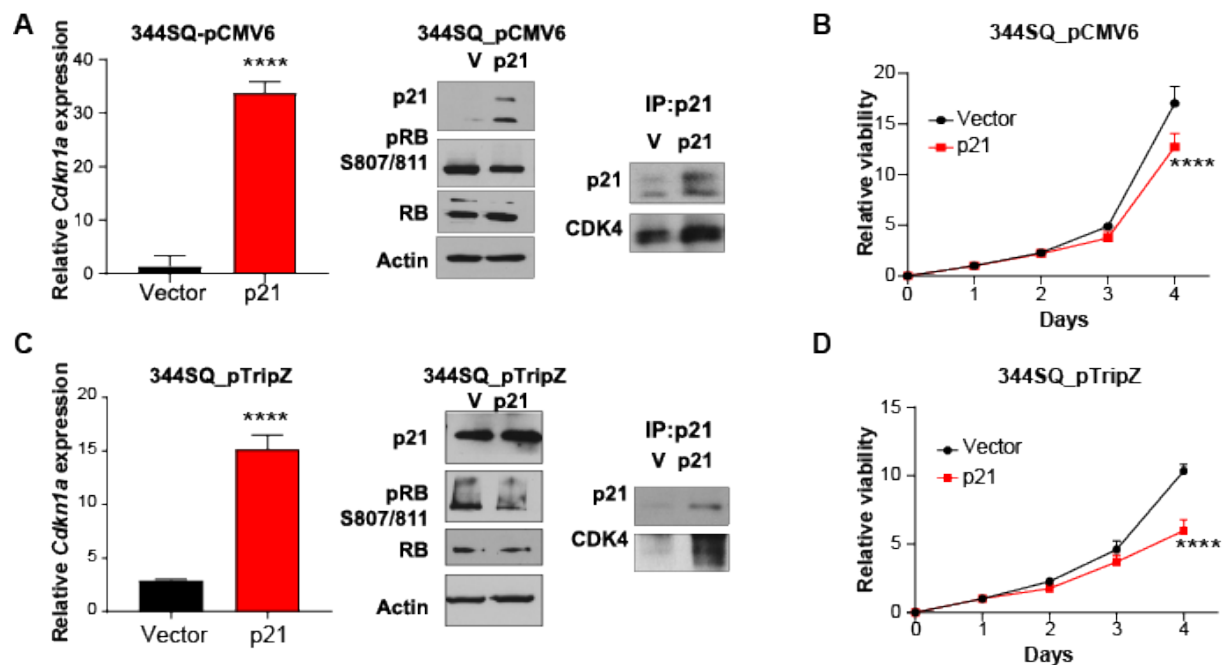 A
344SQ-pCMV6
Relative Cdkn1a expression
40
30
20
10
0
****
Vector
p21
344SQ_pCMV6
V p21
p21
pRB
S807/811
RB
Actin
IP:p21
V p21
p21
CDK4
B
344SQ_pCMV6
Relative viability
20
15
10
5
0
Vector
p21
****
0 1 2 3 4
Days
C
344SQ_pTripZ
Relative Cdkn1a expression
20
15
10
5
0
****
Vector
p21
344SQ_pTripZ
V p21
p21
pRB
S807/811
RB
Actin
IP:p21
V p21
p21
CDK4
D
344SQ_pTripZ
Relative viability
15
10
5
0
Vector
p21
****
0 1 2 3 4
Days